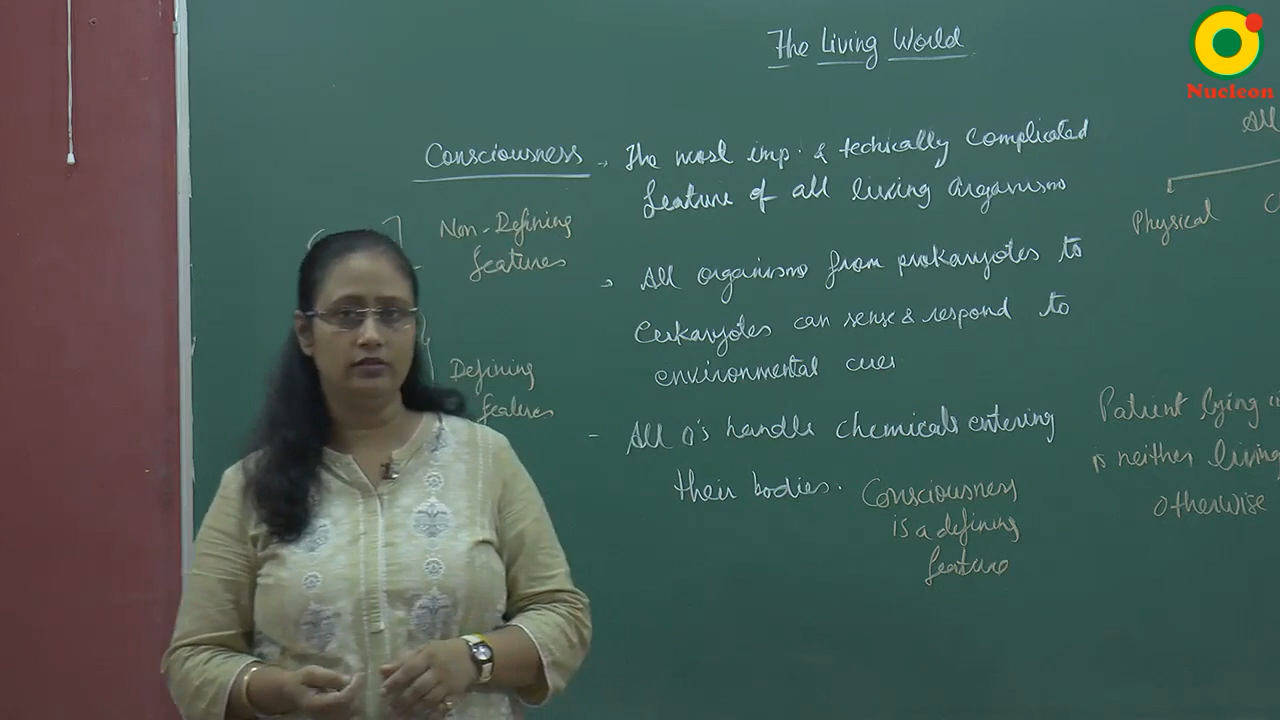 The Living World
Nucleon
Consciousness - The most imp. & techically complicated
feature of all living organisms
Non-Defining
features
All organisms from prokaryotes to
Eukaryotes can sense & respond to
environmental cues
Defining
features
- All O's handle chemicals entering
their bodies.
Consciousness
is a defining
feature
All
Physical C
Patient lying i
is neither living
otherwise